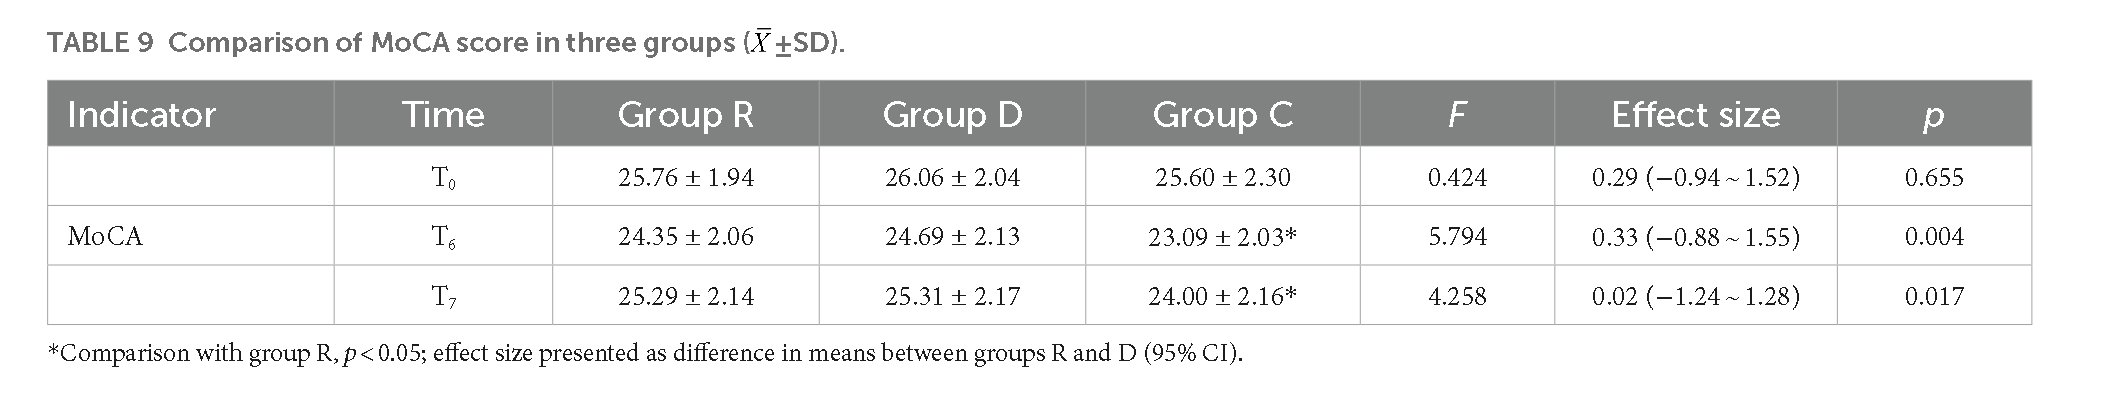 TABLE 9 Comparison of MoCA score in three groups (X̅ ±SD).
Indicator Time Group R Group D Group C F Effect size p
T₀ 25.76 ± 1.94 26.06 ± 2.04 25.60 ± 2.30 0.424 0.29 (−0.94 ~ 1.52) 0.655
MoCA T₆ 24.35 ± 2.06 24.69 ± 2.13 23.09 ± 2.03* 5.794 0.33 (−0.88 ~ 1.55) 0.004
T₇ 25.29 ± 2.14 25.31 ± 2.17 24.00 ± 2.16* 4.258 0.02 (−1.24 ~ 1.28) 0.017
*Comparison with group R, p < 0.05; effect size presented as difference in means between groups R and D (95% CI).